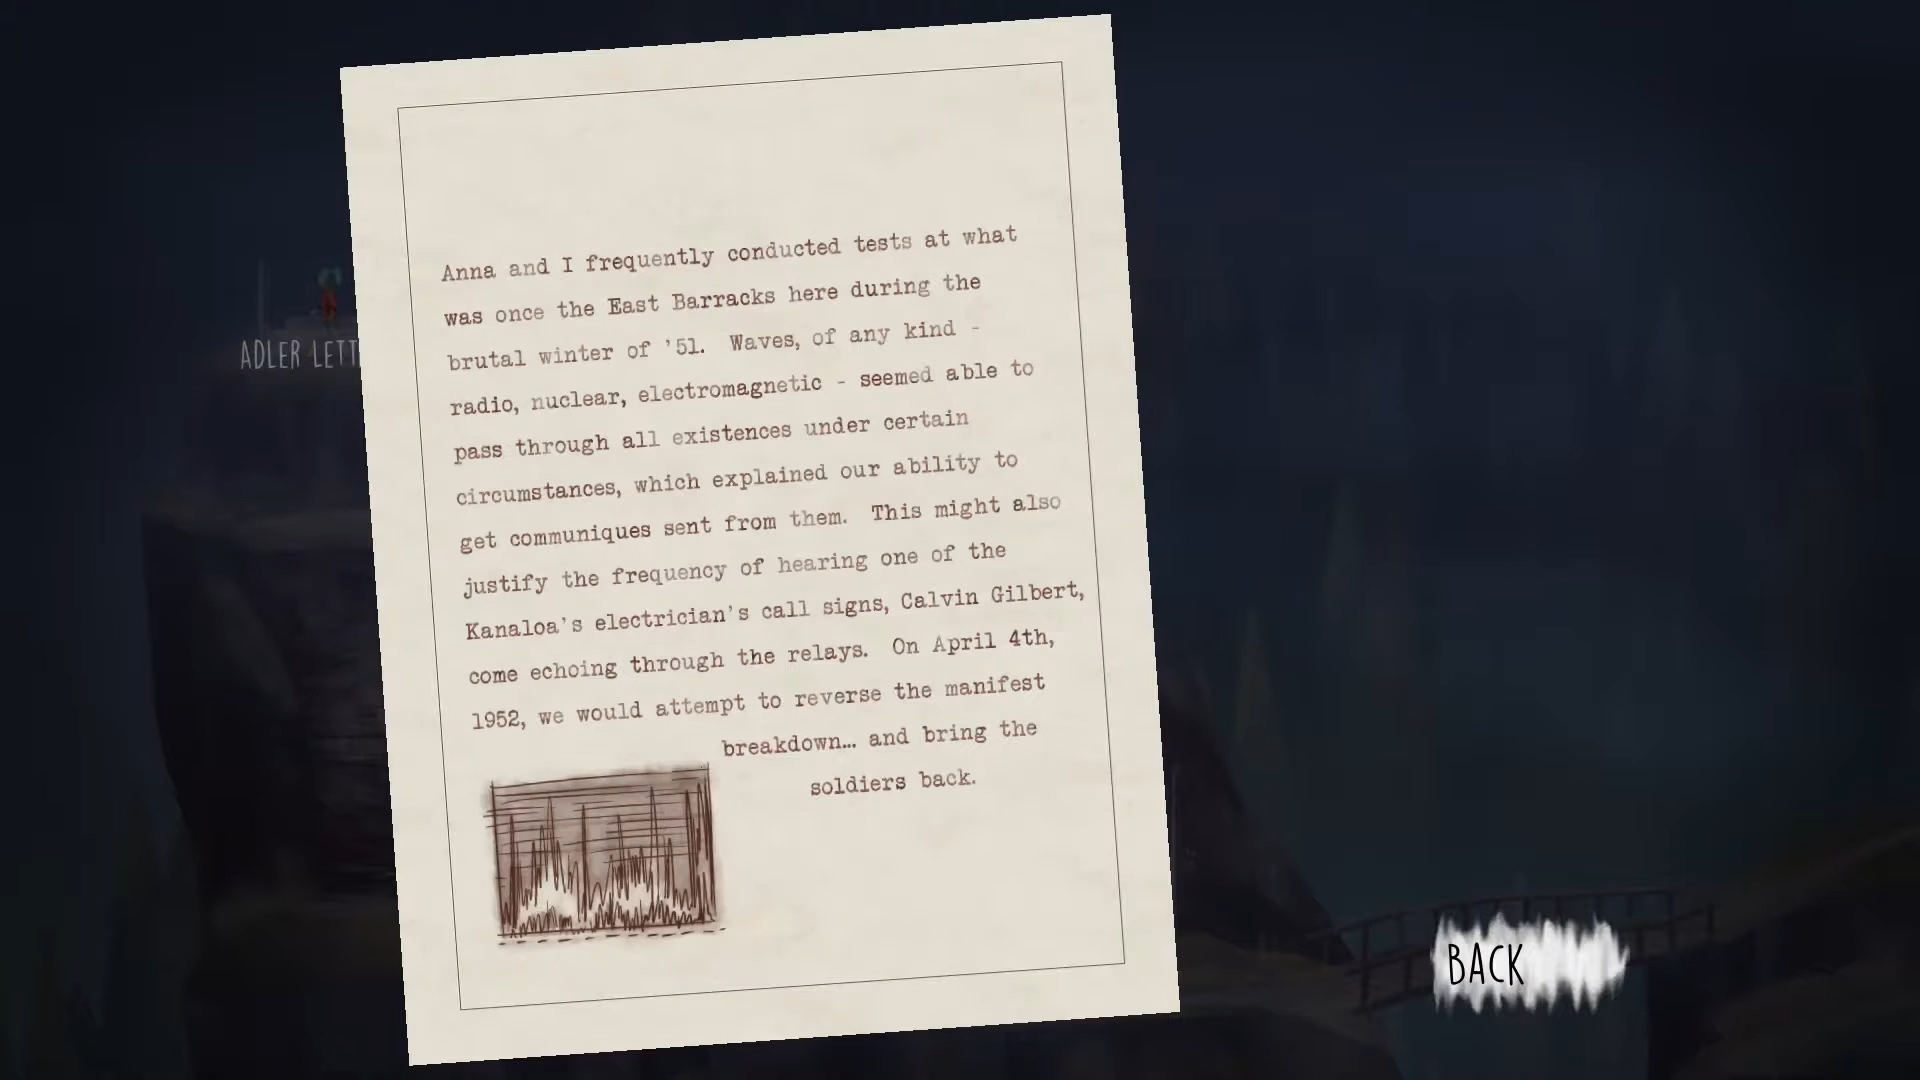 Anna and I frequently conducted tests at what
was once the East Barracks here during the
brutal winter of '51.  Waves, of any kind -
radio, nuclear, electromagnetic - seemed able to
pass through all existences under certain
circumstances, which explained our ability to
get communiques sent from them.  This might also
justify the frequency of hearing one of the
Kanaloa's electrician's call signs, Calvin Gilbert,
come echoing through the relays.  On April 4th,
1952, we would attempt to reverse the manifest
breakdown… and bring the
soldiers back.
ADLER LETT
BACK